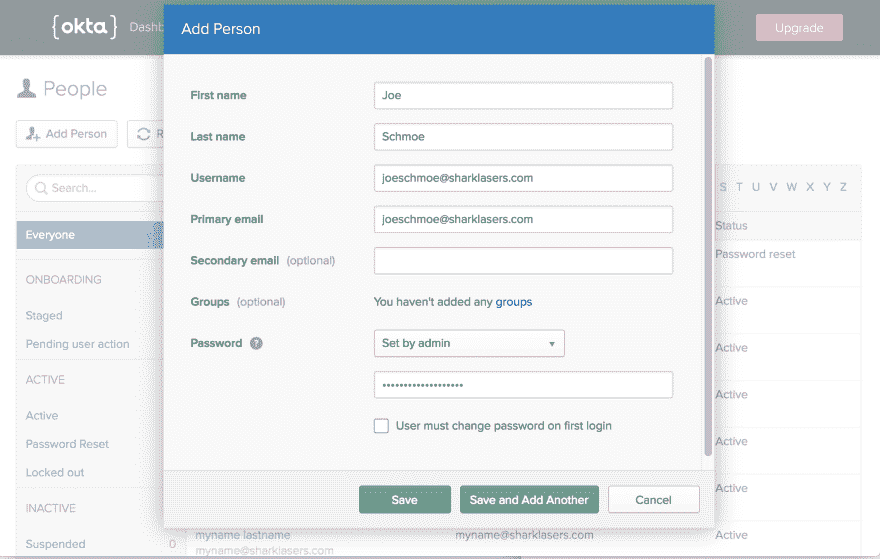 okta
Add Person
Upgrade
People
Add Person
First name
Joe
Last name
Schmoe
Username
joeschmoe@sharklasers.com
Primary email
joeschmoe@sharklasers.com
Secondary email (optional)
Groups (optional)
You haven't added any groups
Password ?
Set by admin
••••••••••••••••••
User must change password on first login
Save
Save and Add Another
Cancel
Search...
S T U V W X Y Z
Everyone
Status
Password reset
ONBOARDING
Active
Staged
Pending user action
Active
ACTIVE
Active
Active
Password Reset
Active
Locked out
INACTIVE
Active
Suspended 0
myname lastname
myname@sharklasers.com
Active
myname@sharklasers.com